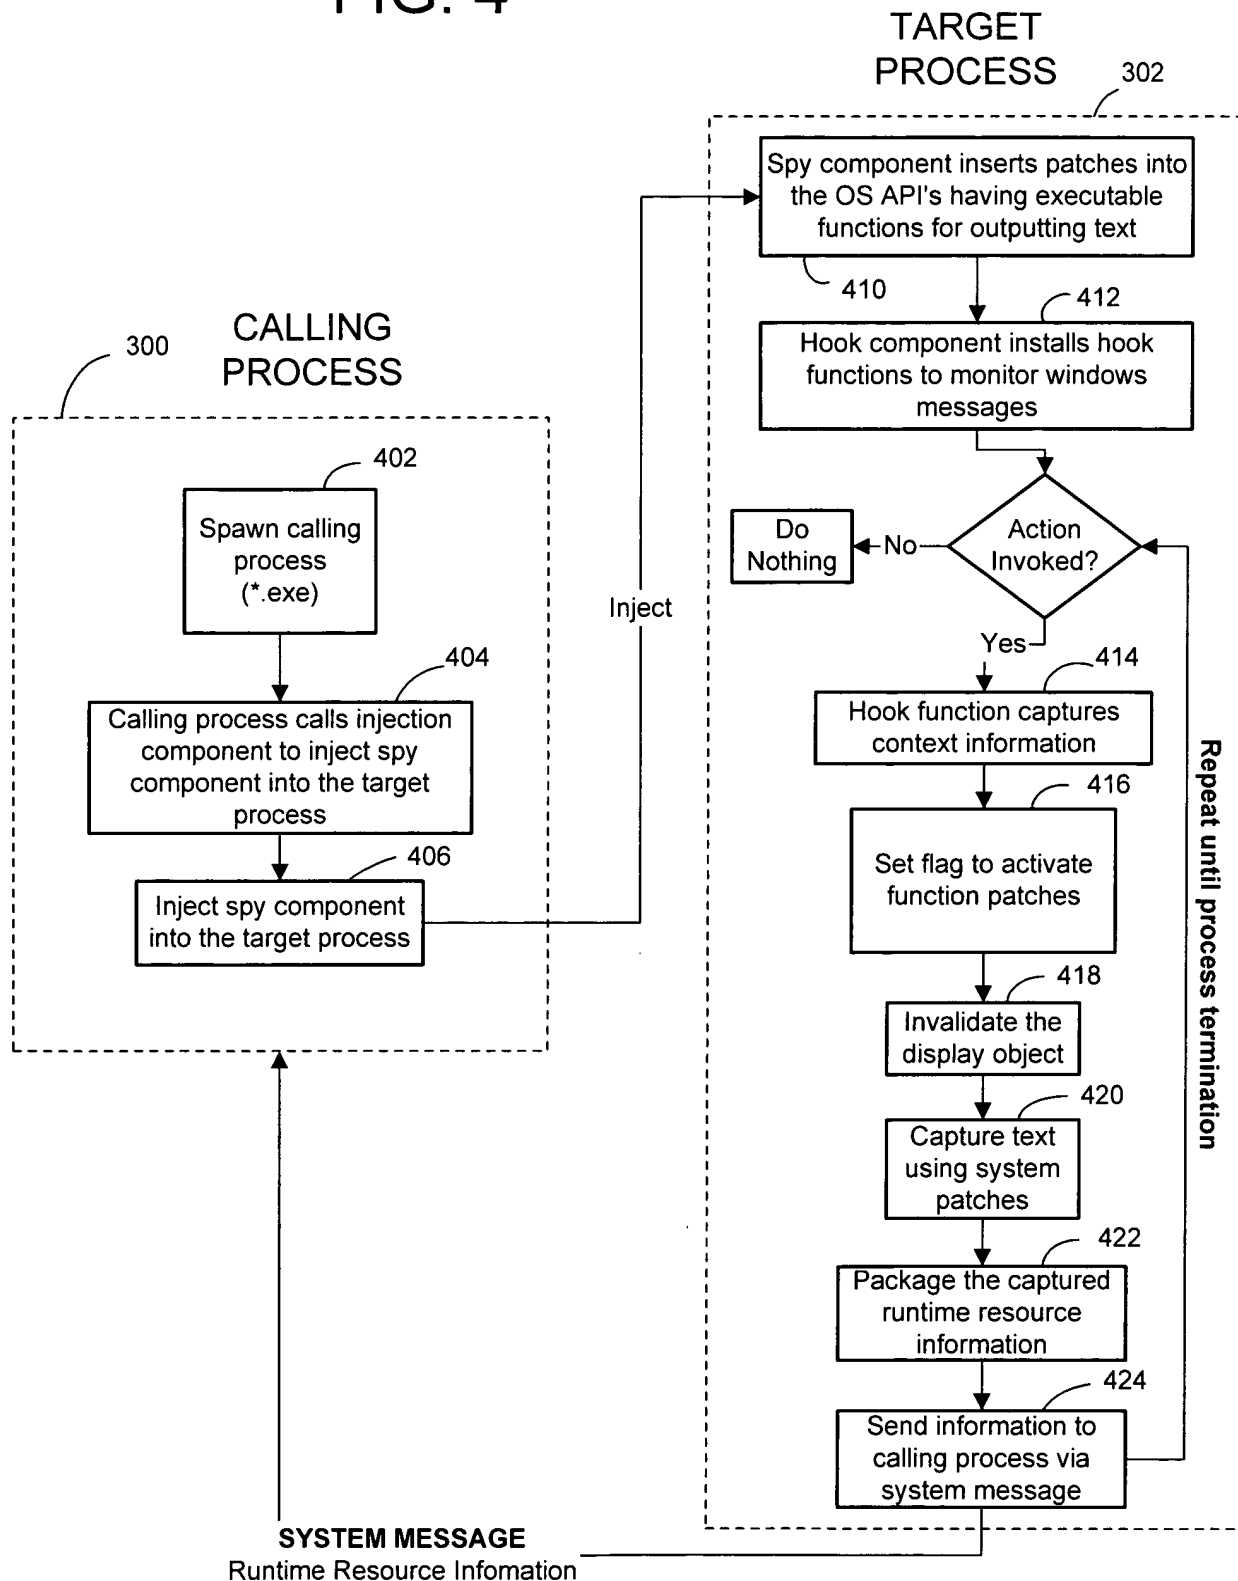 FIG. 4
TARGET
PROCESS
302
Spy component inserts patches into
the OS API's having executable
functions for outputting text
410
412
Hook component installs hook
functions to monitor windows
messages
CALLING
PROCESS
300
402
Spawn calling
process
(*.exe)
404
Calling process calls injection
component to inject spy
component into the target
process
406
Inject spy component
into the target process
Inject
Action
Invoked?
No
Do
Nothing
Yes
414
Hook function captures
context information
416
Set flag to activate
function patches
418
Invalidate the
display object
420
Capture text
using system
patches
422
Package the captured
runtime resource
information
424
Send information to
calling process via
system message
Repeat until process termination
SYSTEM MESSAGE
Runtime Resource Infomation